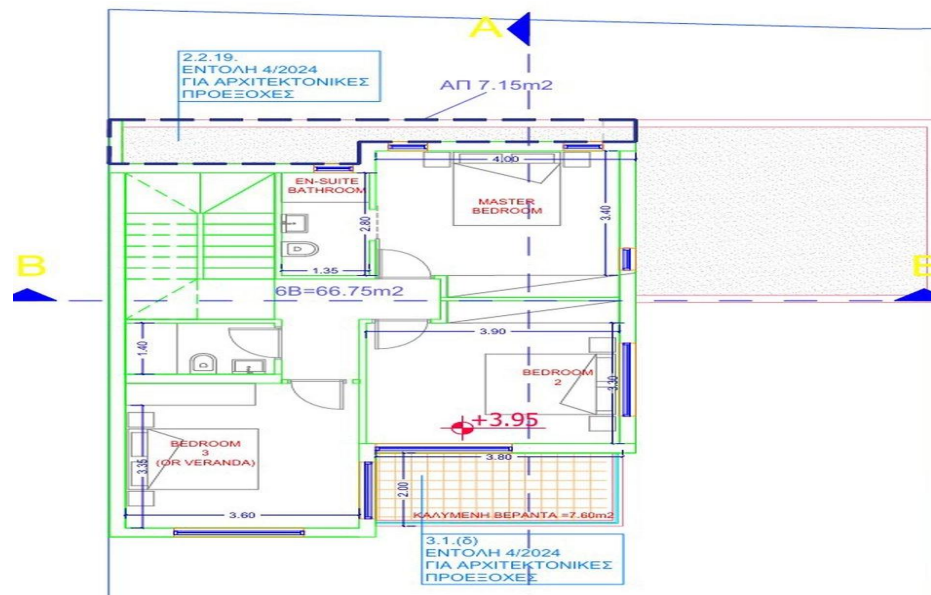 A
2.2.19.
ΕΝΤΟΛΗ 4/2024
ΓΙΑ ΑΡΧΙΤΕΚΤΟΝΙΚΕΣ
ΠΡΟΕΞΟΧΕΣ
ΑΠ 7.15m2
4.00
EN-SUITE
BATHROOM
MASTER
BEDROOM
2.80
3.40
1.35
B
B
6B=66.75m2
3.90
1.40
BEDROOM
2
3.30
+3.95
BEDROOM
3
(OR VERANDA)
3.35
3.80
2.00
3.60
ΚΑΛΥΜΕΝΗ ΒΕΡΑΝΤΑ =7.60m2
3.1.(δ)
ΕΝΤΟΛΗ 4/2024
ΓΙΑ ΑΡΧΙΤΕΚΤΟΝΙΚΕΣ
ΠΡΟΕΞΟΧΕΣ